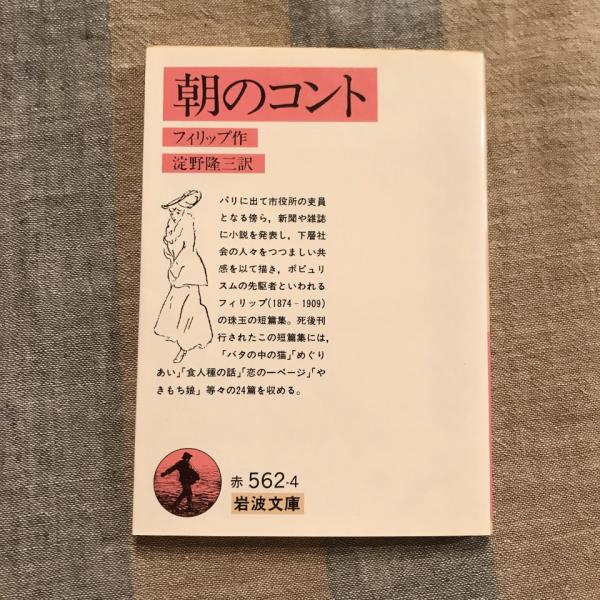 朝のコント
フィリップ作
淀野隆三訳
パリに出て市役所の吏員
となる傍ら，新聞や雑誌
に小説を発表し，下層社
会の人々をつつましい共
感を以て描き，ポピュリ
スムの先駆者といわれる
フィリップ(1874‐1909)
の珠玉の短篇集。死後刊
行されたこの短篇集には，
「バタの中の猫」「めぐり
あい」「食人種の話」「恋の一ページ」「や
きもち娘」等々の24篇を収める。
赤 562-4
岩波文庫